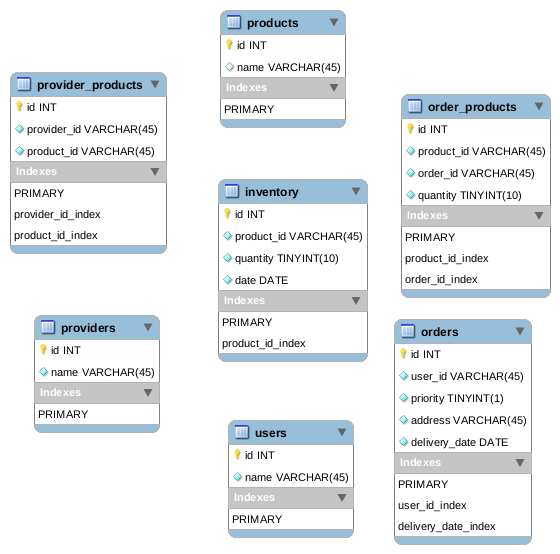 products
id INT
name VARCHAR(45)
Indexes
PRIMARY
provider_products
id INT
provider_id VARCHAR(45)
product_id VARCHAR(45)
Indexes
PRIMARY
provider_id_index
product_id_index
order_products
id INT
product_id VARCHAR(45)
order_id VARCHAR(45)
quantity TINYINT(10)
Indexes
PRIMARY
product_id_index
order_id_index
inventory
id INT
product_id VARCHAR(45)
quantity TINYINT(10)
date DATE
Indexes
PRIMARY
product_id_index
providers
id INT
name VARCHAR(45)
Indexes
PRIMARY
orders
id INT
user_id VARCHAR(45)
priority TINYINT(1)
address VARCHAR(45)
delivery_date DATE
Indexes
PRIMARY
user_id_index
delivery_date_index
users
id INT
name VARCHAR(45)
Indexes
PRIMARY